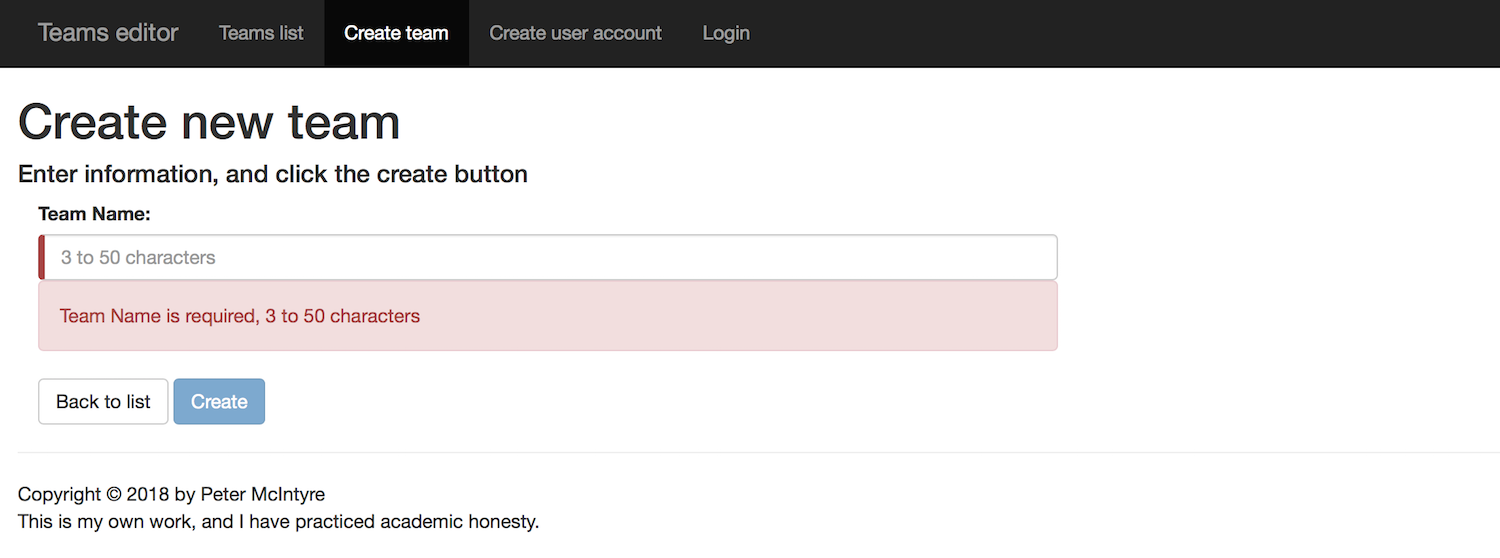 Teams editor Teams list Create team Create user account Login
Create new team
Enter information, and click the create button
Team Name:
3 to 50 characters
Team Name is required, 3 to 50 characters
Back to list Create
Copyright © 2018 by Peter McIntyre
This is my own work, and I have practiced academic honesty.